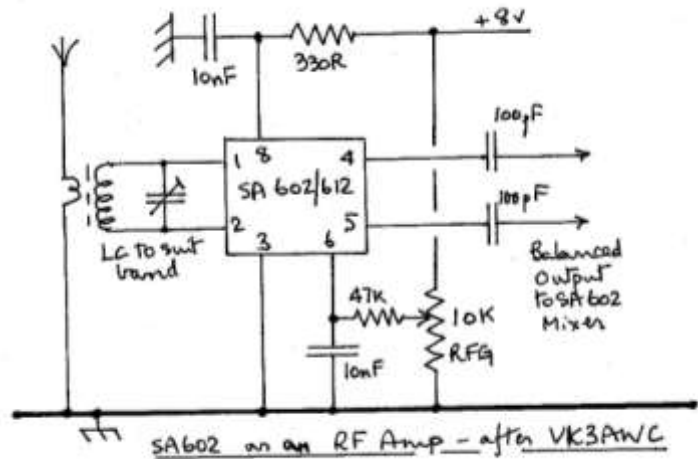 +8V
10nF
330R
100pF
1
8
4
SA 602/612
2
3
6
5
100pF
LC To suit
band
47K
10K
RFG
10nF
Balanced
Output
to SA602
Mixer
SA602 as an RF Amp - after VK3AWC